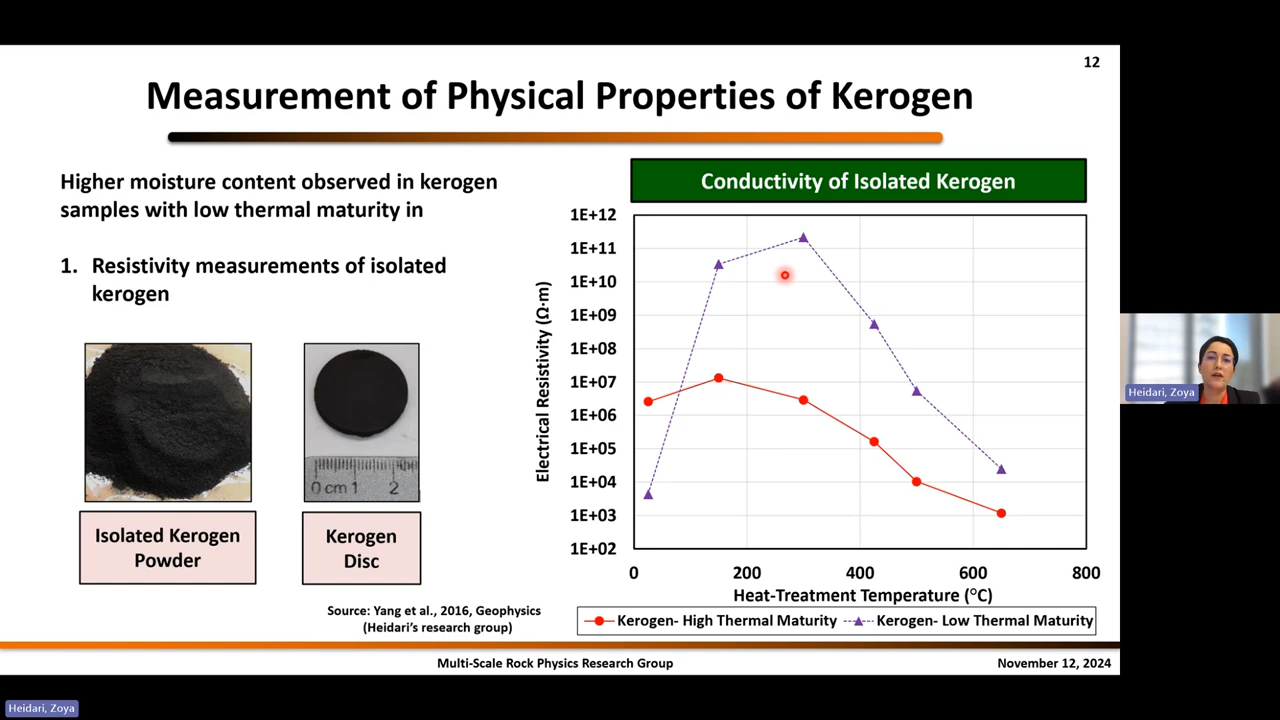 12
Measurement of Physical Properties of Kerogen
Higher moisture content observed in kerogen
samples with low thermal maturity in
1. Resistivity measurements of isolated
kerogen
0 cm 1 2
Isolated Kerogen
Powder
Kerogen
Disc
Source: Yang et al., 2016, Geophysics
(Heidari's research group)
Conductivity of Isolated Kerogen
Electrical Resistivity (Ω·m)
1E+12
1E+11
1E+10
1E+09
1E+08
1E+07
1E+06
1E+05
1E+04
1E+03
1E+02
0 200 400 600 800
Heat-Treatment Temperature (°C)
Kerogen- High Thermal Maturity Kerogen- Low Thermal Maturity
Multi-Scale Rock Physics Research Group
November 12, 2024
Heidari, Zoya
Heidari, Zoya